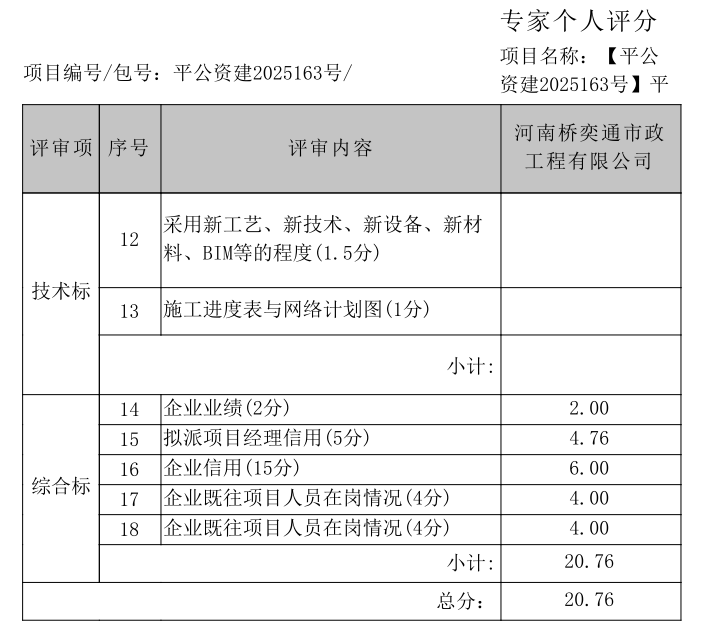 专家个人评分
项目编号/包号：平公资建2025163号/
项目名称：【平公
资建2025163号】平
评审项 序号 评审内容 河南桥奕通市政
工程有限公司
技术标
12 采用新工艺、新技术、新设备、新材
料、BIM等的程度(1.5分)
13 施工进度表与网络计划图(1分)
小计:
综合标
14 企业业绩(2分) 2.00
15 拟派项目经理信用(5分) 4.76
16 企业信用(15分) 6.00
17 企业既往项目人员在岗情况(4分) 4.00
18 企业既往项目人员在岗情况(4分) 4.00
小计: 20.76
总分： 20.76